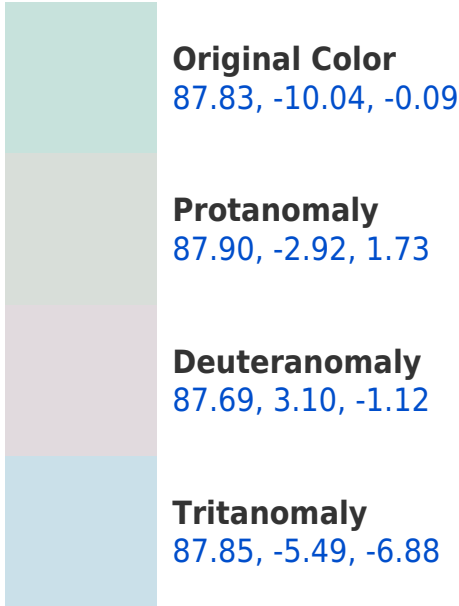 Original Color
87.83, -10.04, -0.09
Protanomaly
87.90, -2.92, 1.73
Deuteranomaly
87.69, 3.10, -1.12
Tritanomaly
87.85, -5.49, -6.88